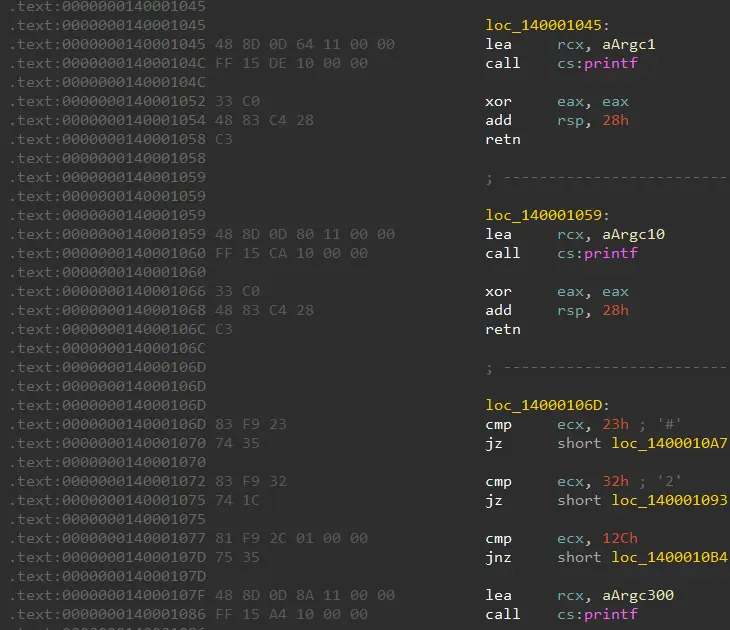 .text:0000000140001045
.text:0000000140001045 loc_140001045:
.text:0000000140001045 48 8D 0D 64 11 00 00 lea rcx, aArgc1
.text:000000014000104C FF 15 DE 10 00 00 call cs:printf
.text:000000014000104C
.text:0000000140001052 33 C0 xor eax, eax
.text:0000000140001054 48 83 C4 28 add rsp, 28h
.text:0000000140001058 C3 retn
.text:0000000140001058
.text:0000000140001059 ; --------------------------
.text:0000000140001059
.text:0000000140001059 loc_140001059:
.text:0000000140001059 48 8D 0D 80 11 00 00 lea rcx, aArgc10
.text:0000000140001060 FF 15 CA 10 00 00 call cs:printf
.text:0000000140001060
.text:0000000140001066 33 C0 xor eax, eax
.text:0000000140001068 48 83 C4 28 add rsp, 28h
.text:000000014000106C C3 retn
.text:000000014000106C
.text:000000014000106D ; --------------------------
.text:000000014000106D
.text:000000014000106D loc_14000106D:
.text:000000014000106D 83 F9 23 cmp ecx, 23h ; '#'
.text:0000000140001070 74 35 jz short loc_1400010A7
.text:0000000140001070
.text:0000000140001072 83 F9 32 cmp ecx, 32h ; '2'
.text:0000000140001075 74 1C jz short loc_140001093
.text:0000000140001075
.text:0000000140001077 81 F9 2C 01 00 00 cmp ecx, 12Ch
.text:000000014000107D 75 35 jnz short loc_1400010B4
.text:000000014000107D
.text:000000014000107F 48 8D 0D 8A 11 00 00 lea rcx, aArgc300
.text:0000000140001086 FF 15 A4 10 00 00 call cs:printf